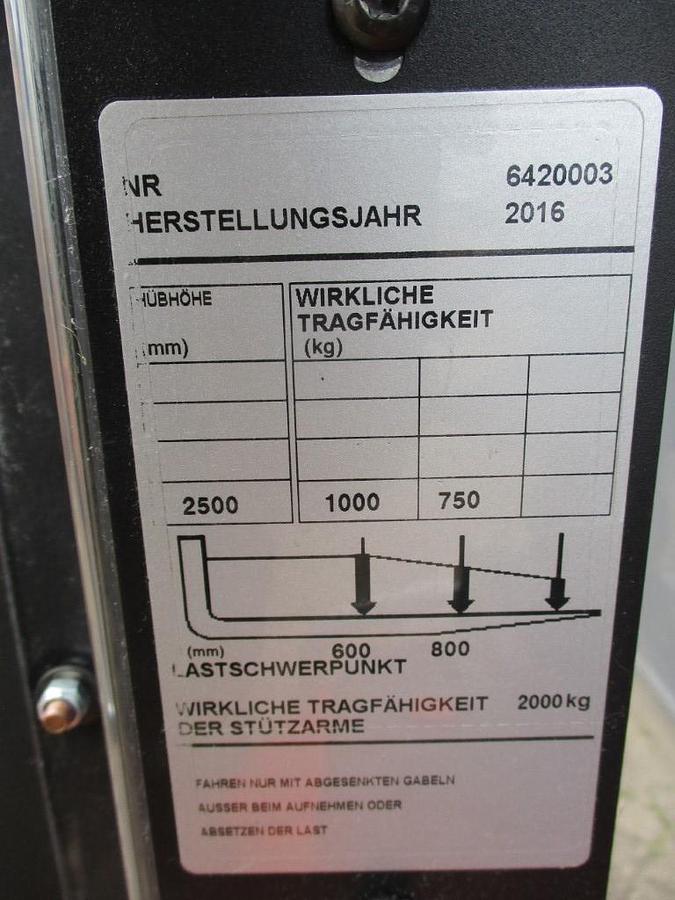 NR 6420003
HERSTELLUNGSJAHR 2016
HÜBHÖHE WIRKLICHE
TRAGFÄHIGKEIT
(mm) (kg)
2500 1000 750
(mm) 600 800
LASTSCHWERPUNKT
WIRKLICHE TRAGFÄHIGKEIT 2000 kg
DER STÜTZARME
FAHREN NUR MIT ABGESENKTEN GABELN
AUSSER BEIM AUFNEHMEN ODER
ABSETZEN DER LAST